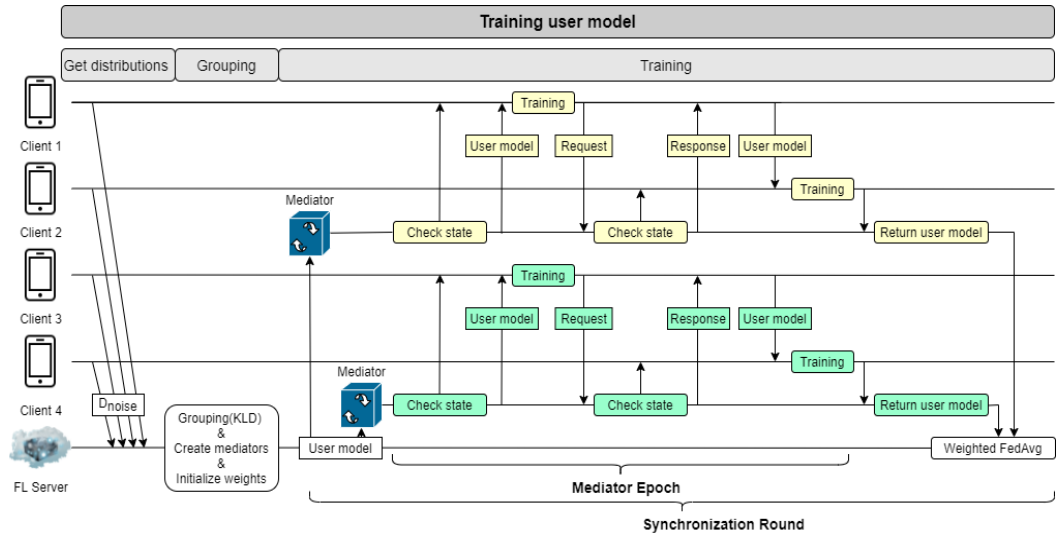 Training user model
Get distributions
Grouping
Training
Client 1
Training
User model
Request
Response
User model
Client 2
Mediator
Check state
Check state
Training
Return user model
Client 3
Training
User model
Request
Response
User model
Client 4
Mediator
Check state
Check state
Training
Return user model
Dnoise
FL Server
Grouping(KLD)
&
Create mediators
&
Initialize weights
User model
Weighted FedAvg
Mediator Epoch
Synchronization Round